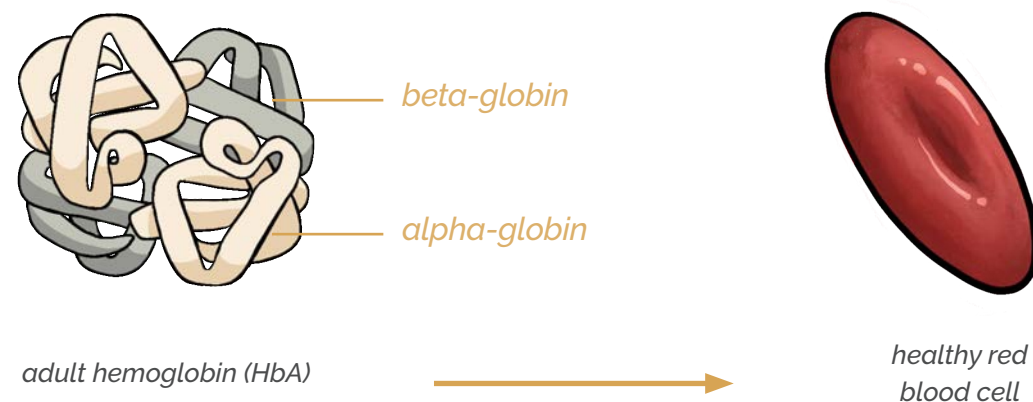 beta-globin
alpha-globin
adult hemoglobin (HbA)
healthy red
blood cell